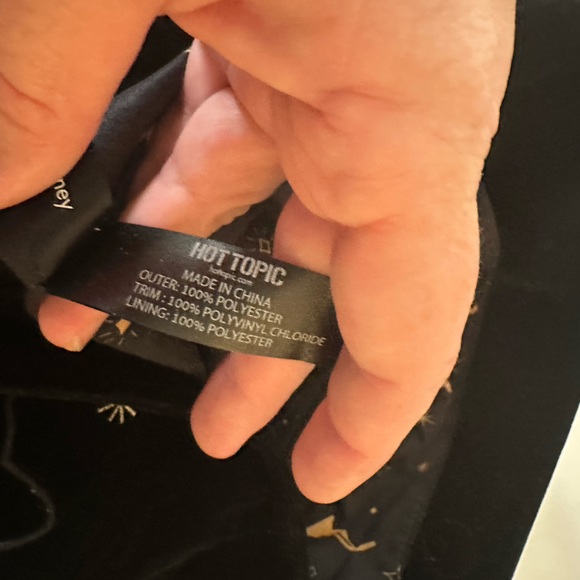 HOT TOPIC
hottopic.com
MADE IN CHINA
OUTER: 100% POLYESTER
TRIM : 100% POLYVINYL CHLORIDE
LINING: 100% POLYESTER